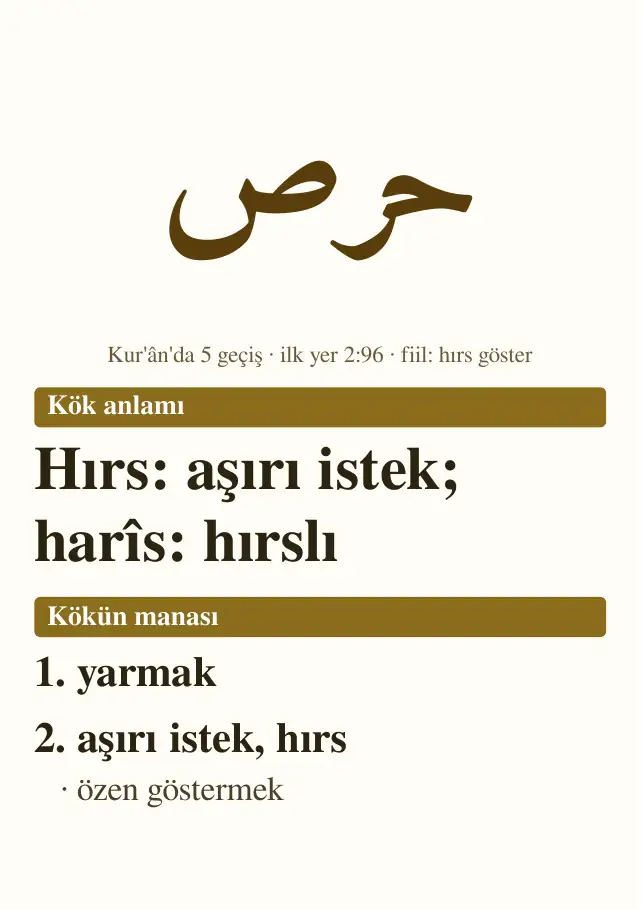 حرص
Kur'ân'da 5 geçiş · ilk yer 2:96 · fiil: hırs göster
Kök anlamı
Hırs: aşırı istek;
harîs: hırslı
Kökün manası
1. yarmak
2. aşırı istek, hırs
· özen göstermek